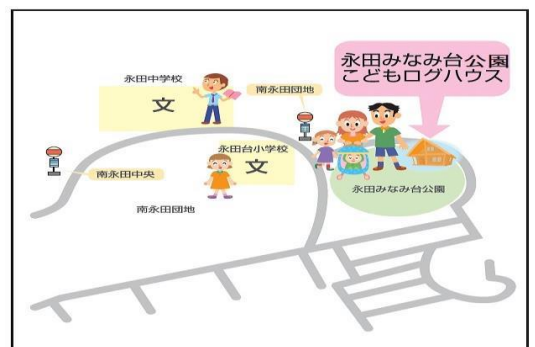 永田みなみ台公園
こどもログハウス
永田中学校
文
南永田団地
永田台小学校
文
南永田中央
永田みなみ台公園
南永田団地